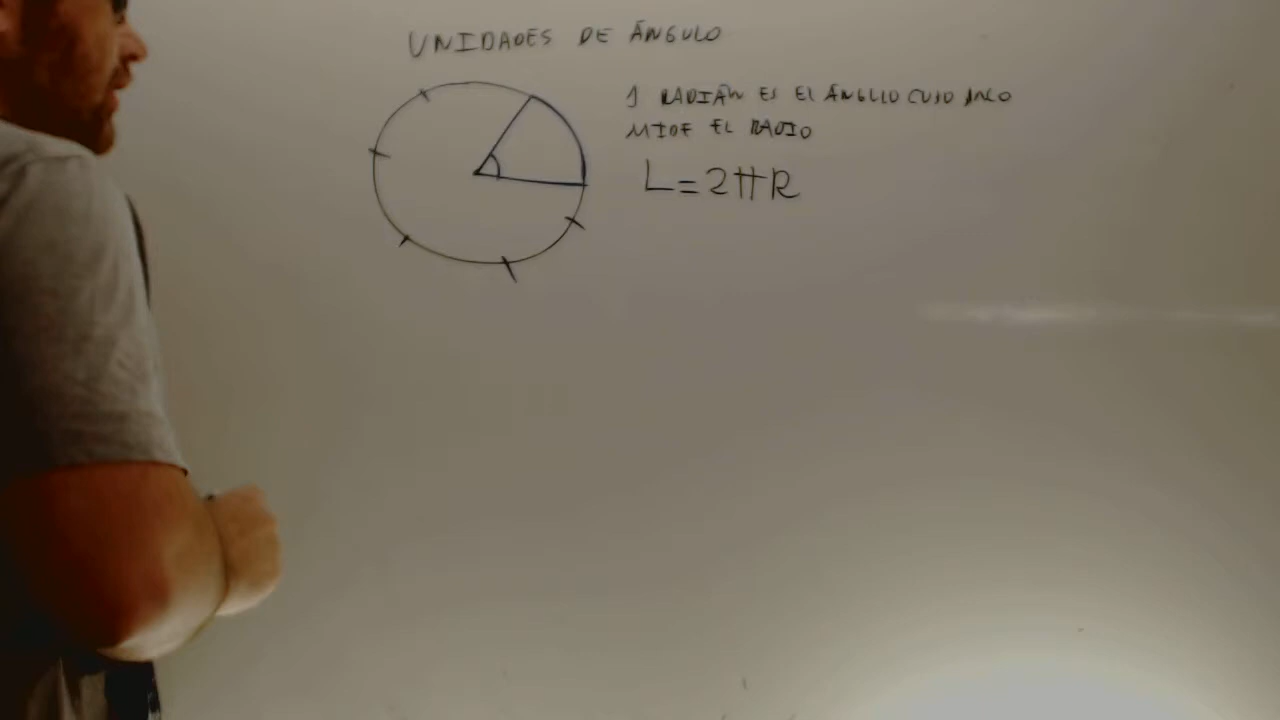 UNIDADES DE ÁNGULO
1 RADIÁN ES EL ÁNGULO CUYO ARCO
MIDE EL RADIO
L=2πR